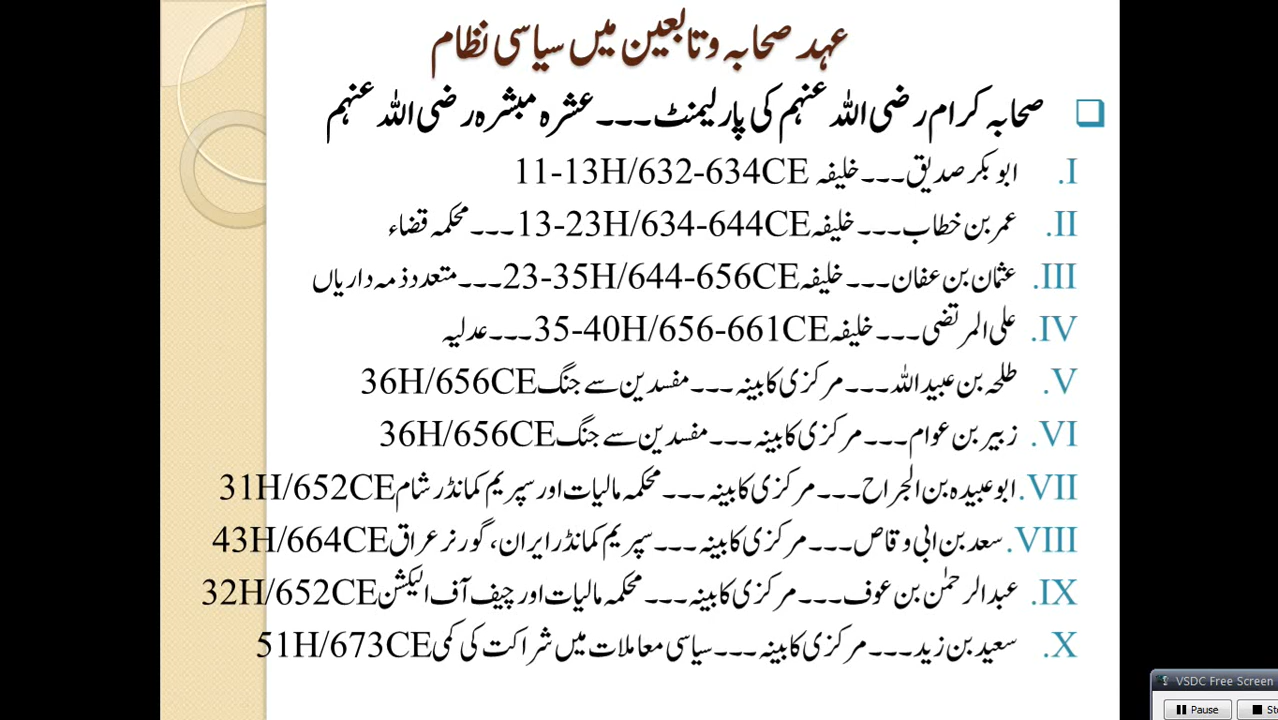 عہد صحابہ و تابعین میں سیاسی نظام
❑ صحابہ کرام رضی اللہ عنہم کی پارلیمنٹ۔۔۔ عشرہ مبشرہ رضی اللہ عنہم
I. ابو بکر صدیق۔۔۔ خلیفہ 11-13H/632-634CE
II. عمر بن خطاب۔۔۔ خلیفہ 13-23H/634-644CE۔۔۔ محکمہ قضاء
III. عثمان بن عفان۔۔۔ خلیفہ 23-35H/644-656CE۔۔۔ متعدد ذمہ داریاں
IV. علی المرتضی۔۔۔ خلیفہ 35-40H/656-661CE۔۔۔ عدلیہ
V. طلحہ بن عبید اللہ۔۔۔ مرکزی کابینہ۔۔۔ مفسدین سے جنگ 36H/656CE
VI. زبیر بن عوام۔۔۔ مرکزی کابینہ۔۔۔ مفسدین سے جنگ 36H/656CE
VII. ابو عبیدہ بن الجراح۔۔۔ مرکزی کابینہ۔۔۔ محکمہ مالیات اور سپریم کمانڈر شام 31H/652CE
VIII. سعد بن ابی وقاص۔۔۔ مرکزی کابینہ۔۔۔ سپریم کمانڈر ایران، گورنر عراق 43H/664CE
IX. عبد الرحمٰن بن عوف۔۔۔ مرکزی کابینہ۔۔۔ محکمہ مالیات اور چیف آف الیکشن 32H/652CE
X. سعید بن زید۔۔۔ مرکزی کابینہ۔۔۔ سیاسی معاملات میں شراکت کی کمی 51H/673CE
VSDC Free Screen
Pause